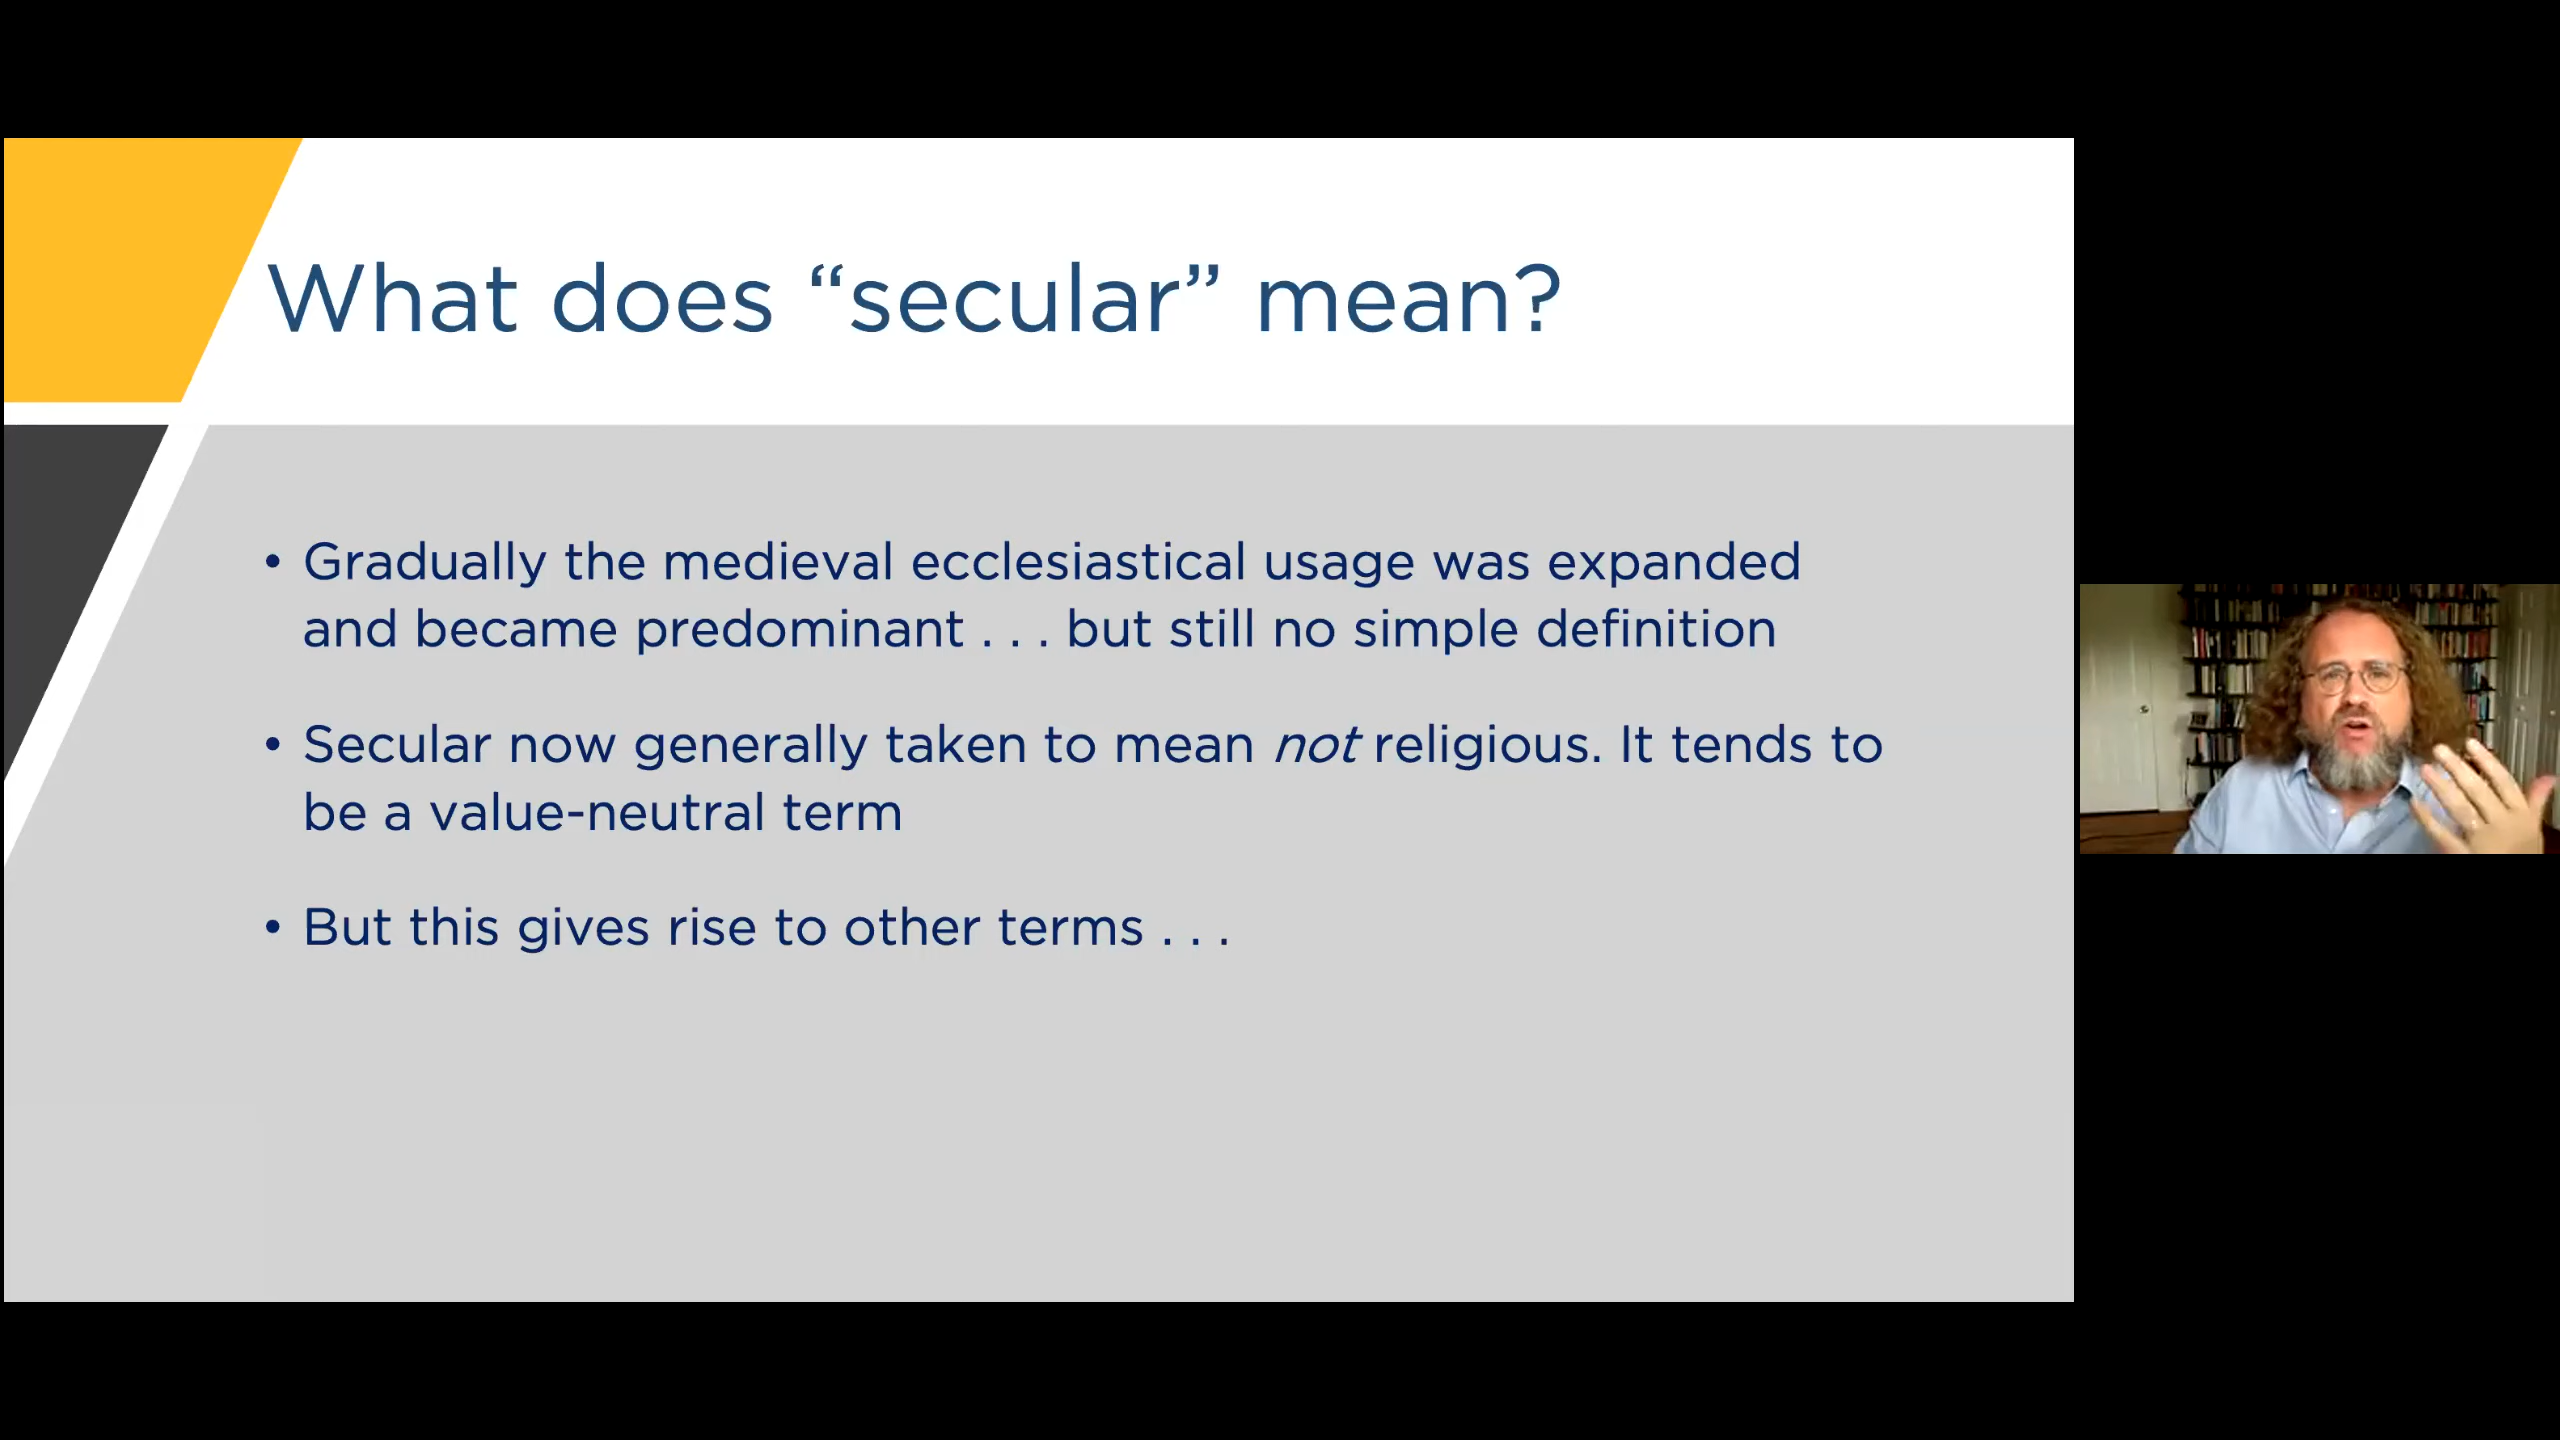 What does “secular” mean?
• Gradually the medieval ecclesiastical usage was expanded
and became predominant . . . but still no simple definition
• Secular now generally taken to mean not religious. It tends to
be a value-neutral term
• But this gives rise to other terms . . .